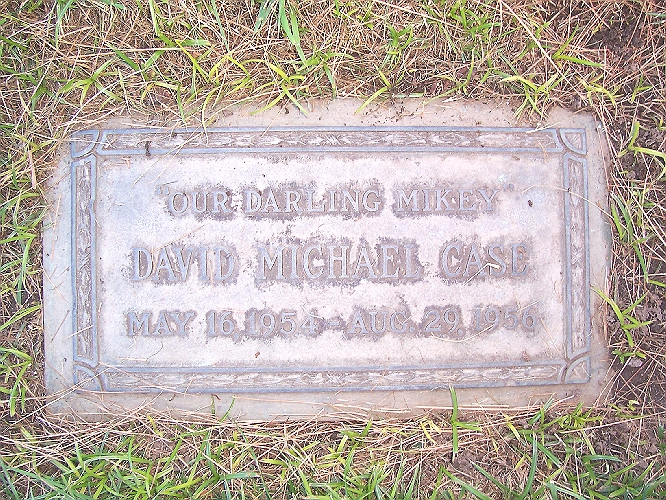 "OUR DARLING MIKEY"
DAVID MICHAEL CASE
MAY 16, 1954 - AUG. 29, 1956